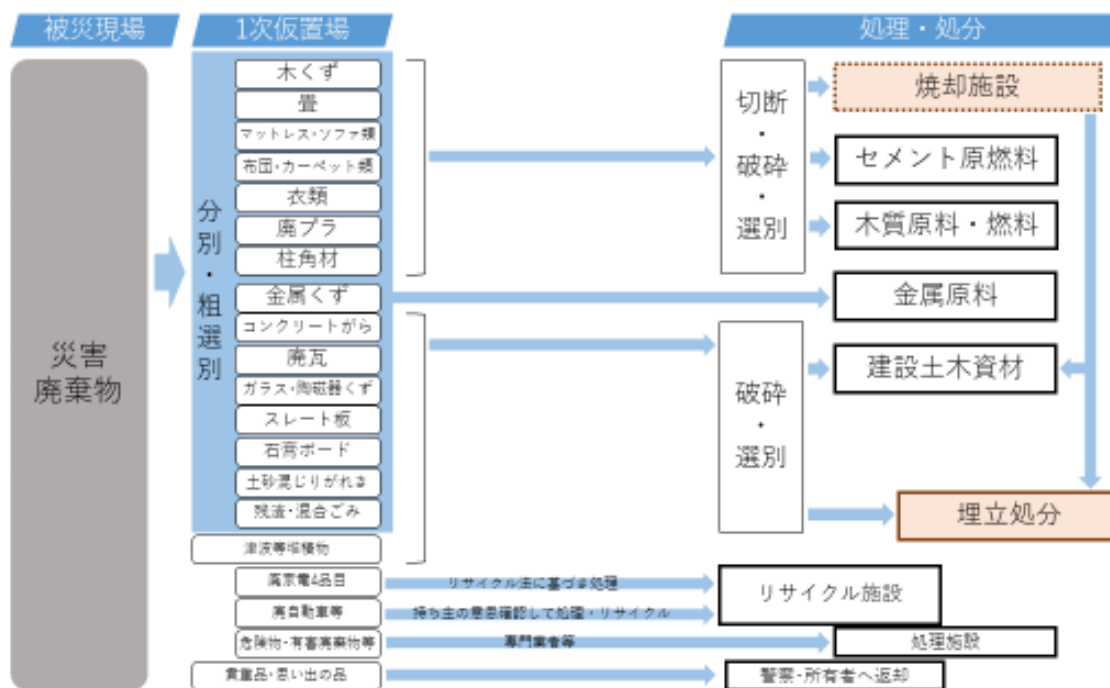 被災現場
1次仮置場
処理・処分
災害
廃棄物
分別・粗選別
木くず
畳
マットレス・ソファ類
布団・カーペット類
衣類
廃プラ
柱角材
金属くず
コンクリートがら
廃瓦
ガラス・陶磁器くず
スレート板
石膏ボード
土砂混じりがれき
残渣・混合ごみ
津波等堆積物
廃家電4品目
廃自動車等
危険物・有害廃棄物等
貴重品・思い出の品
リサイクル法に基づき処理
持ち主の意思確認して処理・リサイクル
専門業者等
切断・破砕・選別
破砕・選別
焼却施設
セメント原燃料
木質原料・燃料
金属原料
建設土木資材
埋立処分
リサイクル施設
処理施設
警察・所有者へ返却